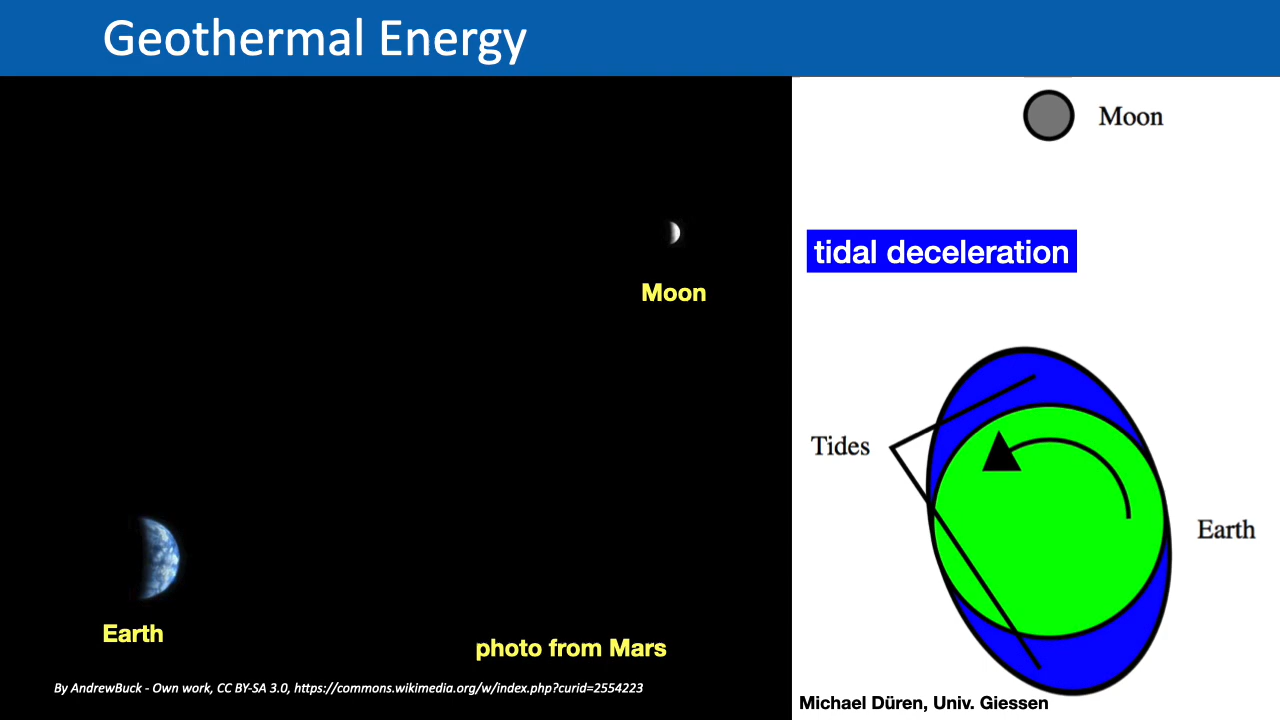 Geothermal Energy
Moon
Earth
photo from Mars
By AndrewBuck - Own work, CC BY-SA 3.0, https://commons.wikimedia.org/w/index.php?curid=2554223
Moon
tidal deceleration
Tides
Earth
Michael Düren, Univ. Giessen